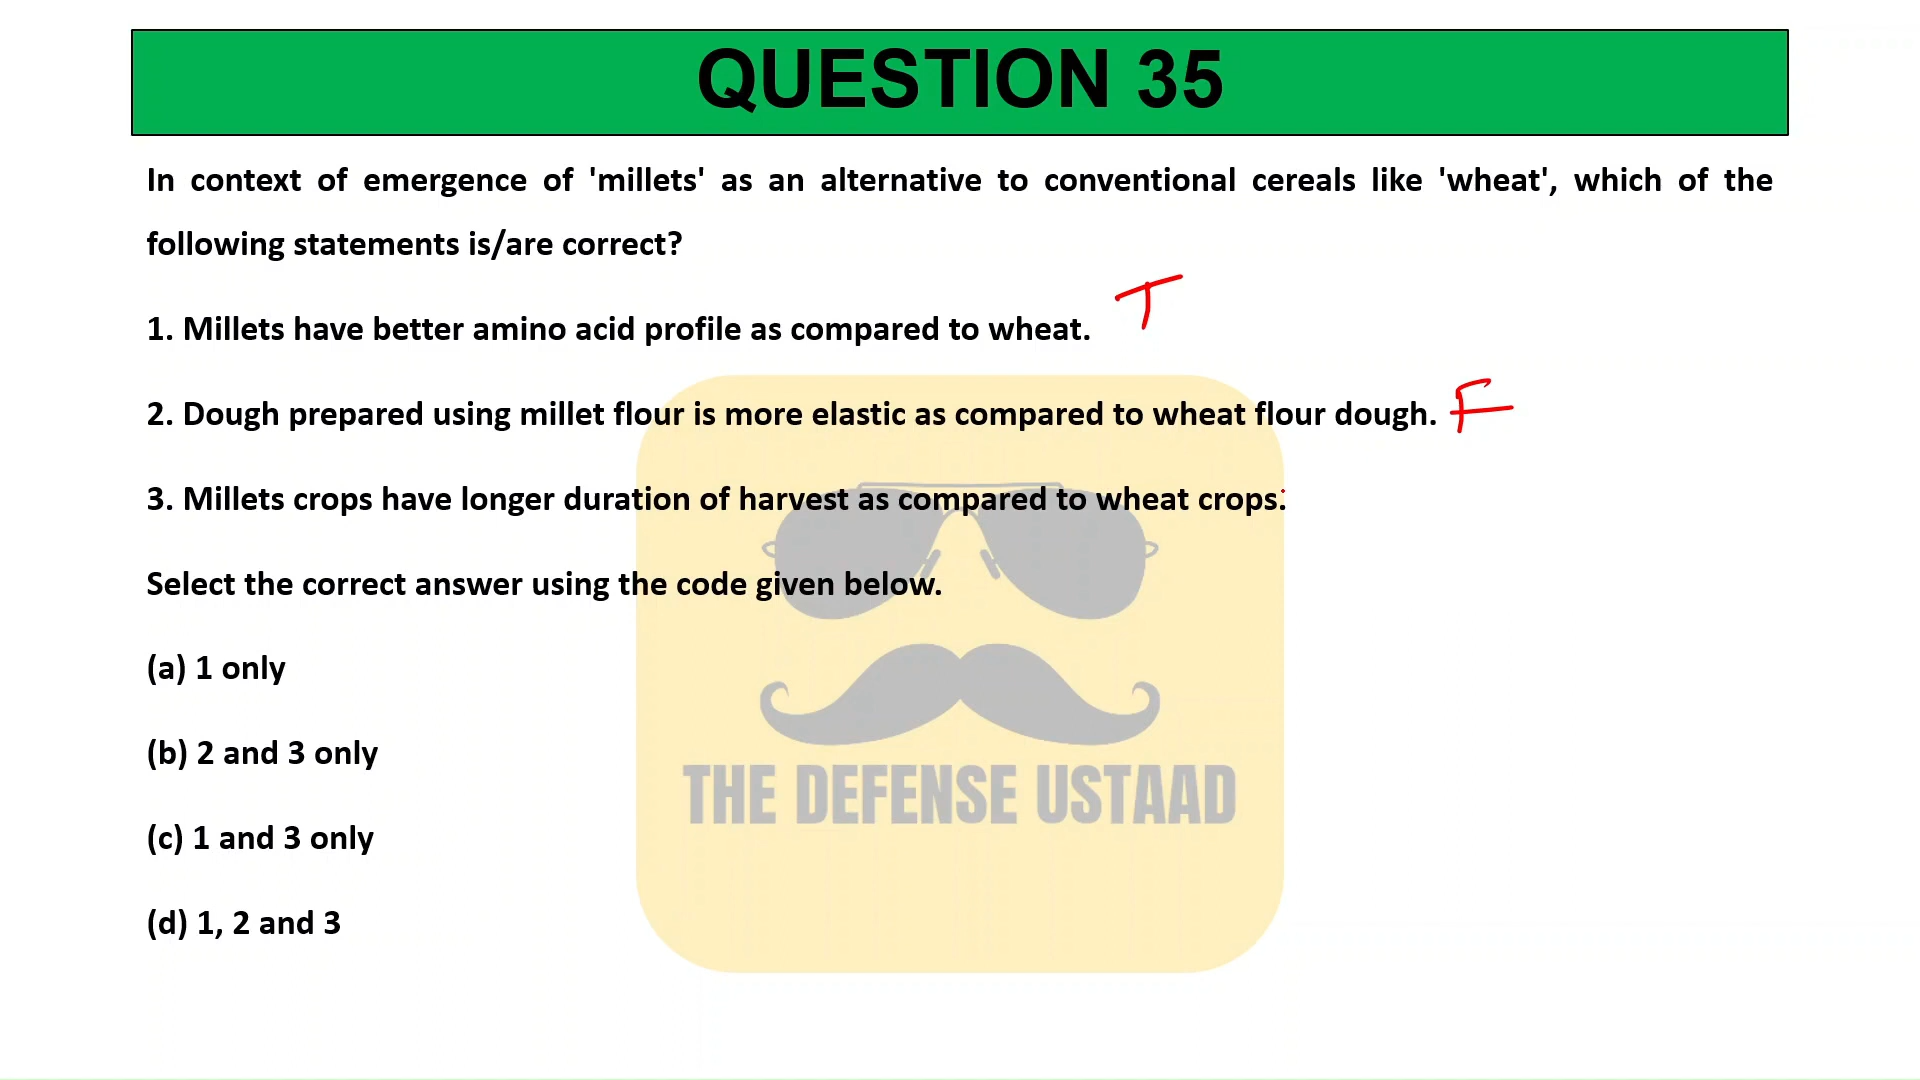 QUESTION 35
In context of emergence of 'millets' as an alternative to conventional cereals like 'wheat', which of the
following statements is/are correct?
1. Millets have better amino acid profile as compared to wheat. T
2. Dough prepared using millet flour is more elastic as compared to wheat flour dough. F
3. Millets crops have longer duration of harvest as compared to wheat crops.
Select the correct answer using the code given below.
(a) 1 only
(b) 2 and 3 only
THE DEFENSE USTAAD
(c) 1 and 3 only
(d) 1, 2 and 3